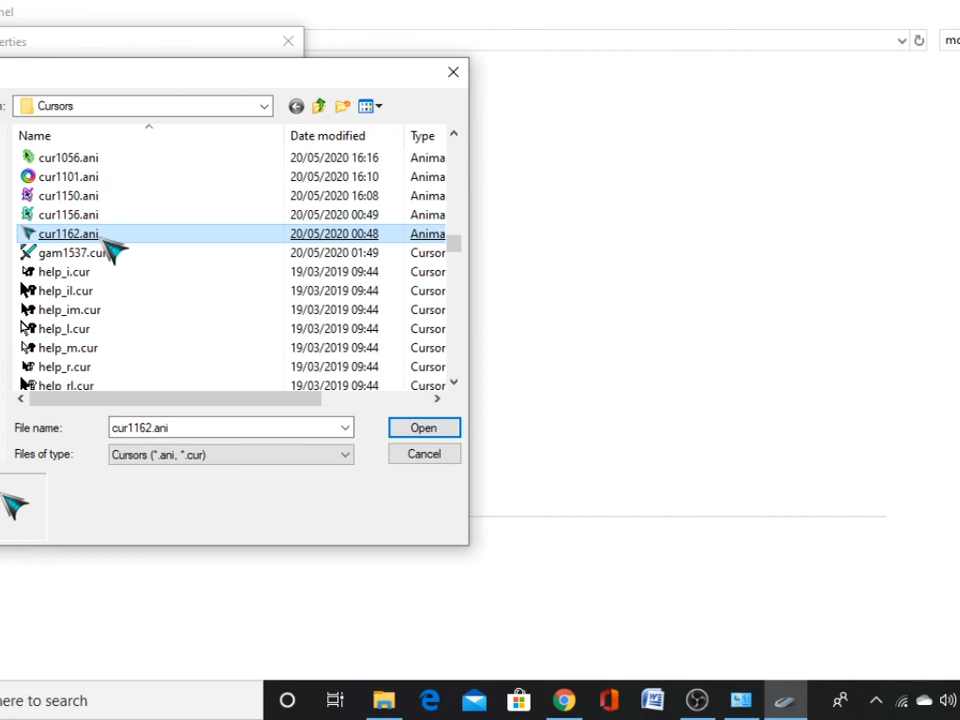 nel
erties
mo
n:
Cursors
Name Date modified Type
cur1056.ani 20/05/2020 16:16 Anima
cur1101.ani 20/05/2020 16:10 Anima
cur1150.ani 20/05/2020 16:08 Anima
cur1156.ani 20/05/2020 00:49 Anima
cur1162.ani 20/05/2020 00:48 Anima
gam1537.cur 20/05/2020 01:49 Cursor
help_i.cur 19/03/2019 09:44 Cursor
help_il.cur 19/03/2019 09:44 Cursor
help_im.cur 19/03/2019 09:44 Cursor
help_l.cur 19/03/2019 09:44 Cursor
help_m.cur 19/03/2019 09:44 Cursor
help_r.cur 19/03/2019 09:44 Cursor
help_rl.cur 19/03/2019 09:44 Cursor
File name: cur1162.ani Open
Files of type: Cursors (*.ani, *.cur) Cancel
ere to search